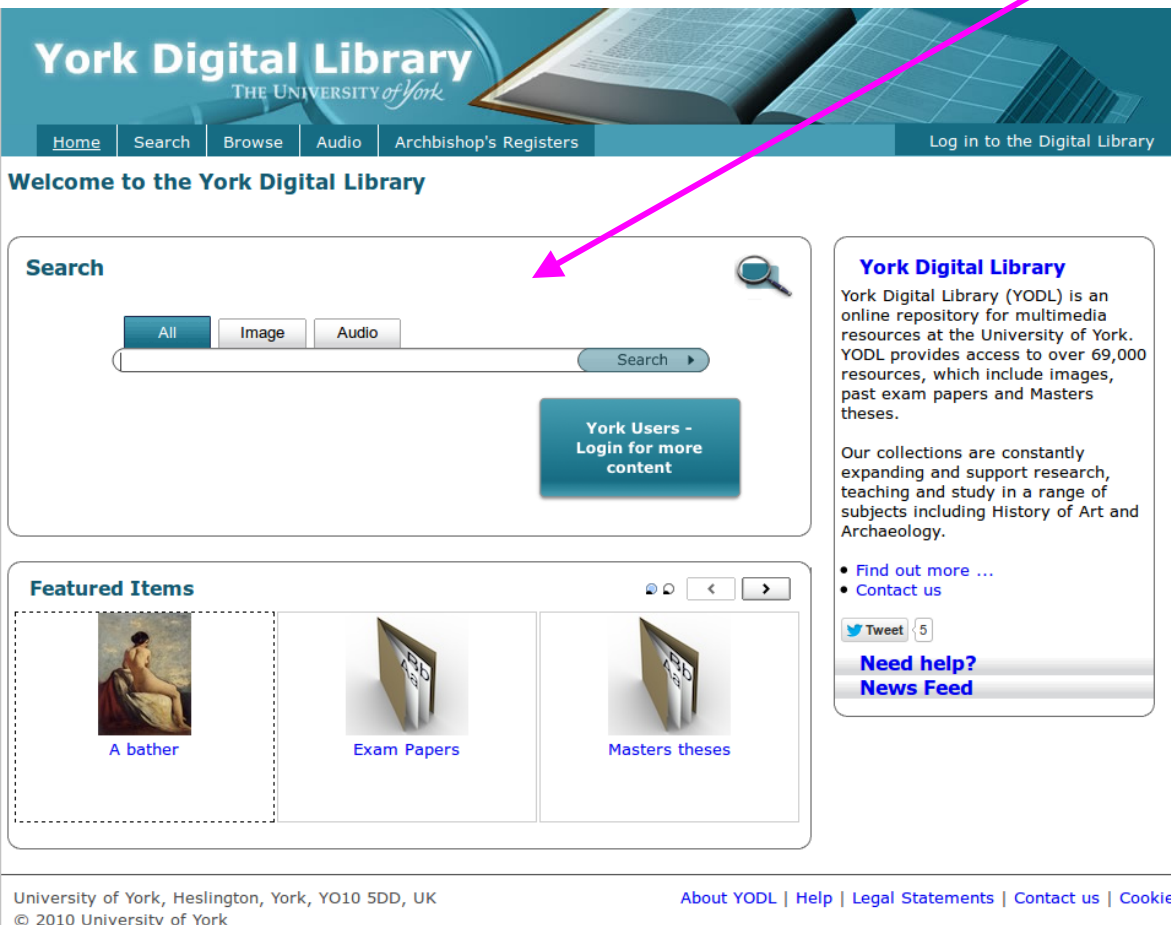 York Digital Library
THE UNIVERSITY of York
Home Search Browse Audio Archbishop's Registers Log in to the Digital Library
Welcome to the York Digital Library
Search
All Image Audio
Search
York Users -
Login for more
content
York Digital Library
York Digital Library (YODL) is an
online repository for multimedia
resources at the University of York.
YODL provides access to over 69,000
resources, which include images,
past exam papers and Masters
theses.
Our collections are constantly
expanding and support research,
teaching and study in a range of
subjects including History of Art and
Archaeology.
• Find out more ...
• Contact us
Tweet 5
Need help?
News Feed
Featured Items
< >
Bb
Aa
Bb
Aa
A bather Exam Papers Masters theses
University of York, Heslington, York, YO10 5DD, UK
© 2010 University of York
About YODL | Help | Legal Statements | Contact us | Cookie